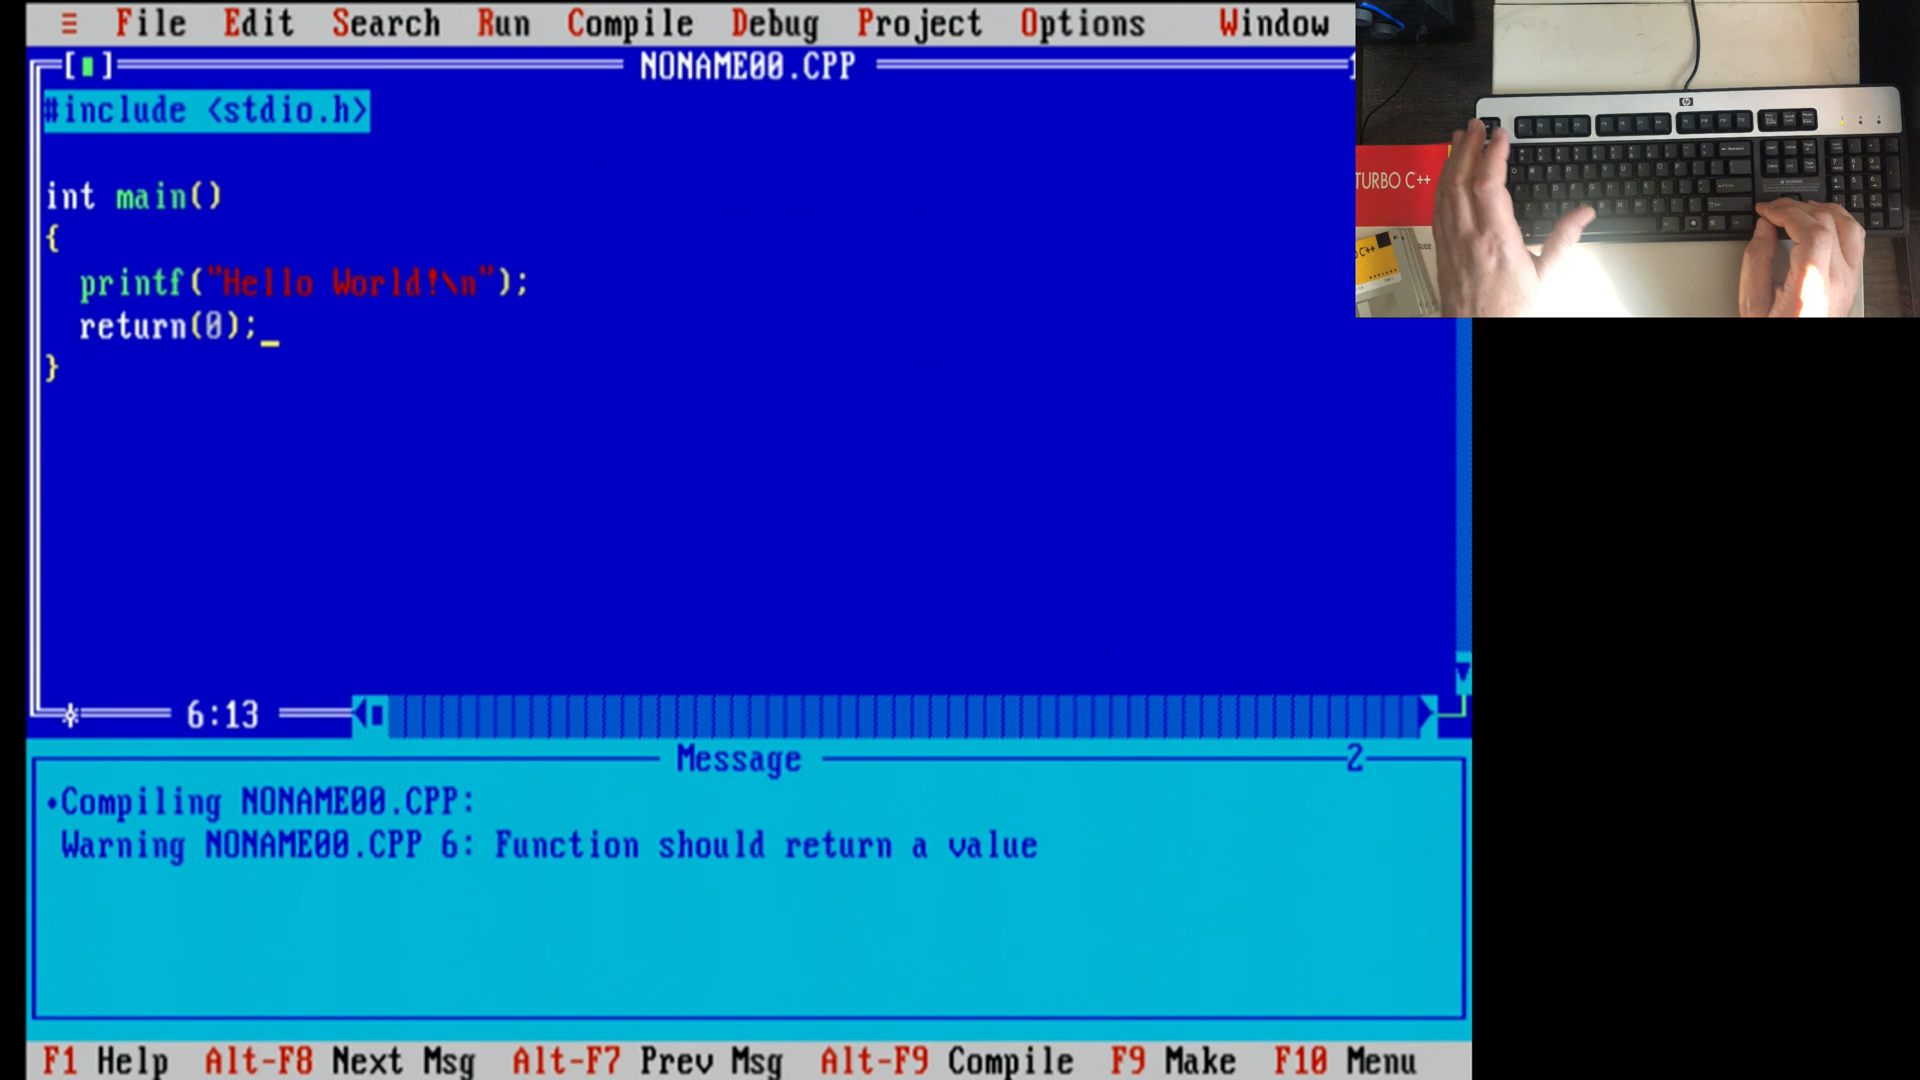 ≡ File Edit Search Run Compile Debug Project Options Window
[■] NONAME00.CPP
#include <stdio.h>
int main()
{
printf("Hello World!\n");
return(0);
}
6:13
Message 2
•Compiling NONAME00.CPP:
Warning NONAME00.CPP 6: Function should return a value
F1 Help Alt-F8 Next Msg Alt-F7 Prev Msg Alt-F9 Compile F9 Make F10 Menu
TURBO C++
C++
GUIDE
hp